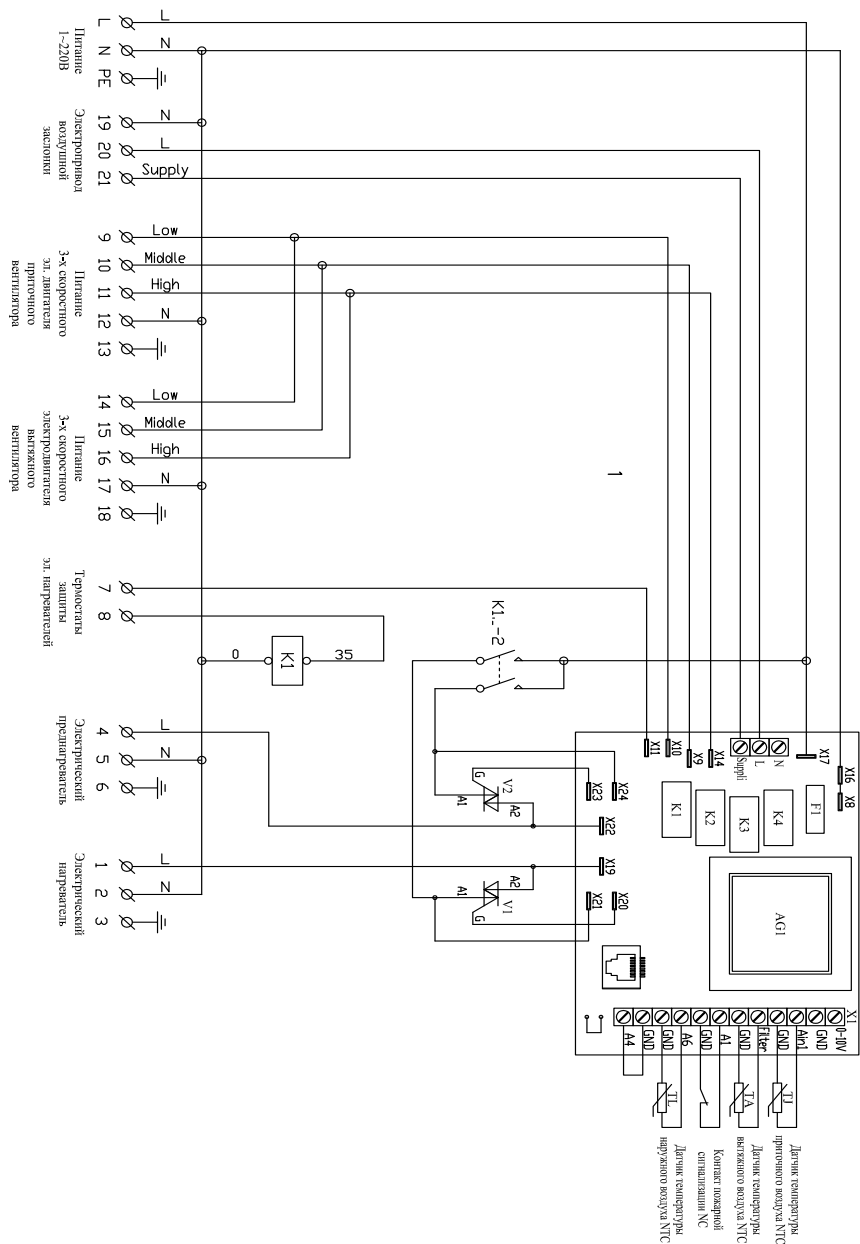 L
L
N
N
PE
Питание
1~220В
19
N
20
L
21
Supply
Электропривод
воздушной
заслонки
9
Low
10
Middle
11
High
12
N
13
Питание
3-х скоростного
эл. двигателя
приточного
вентилятора
14
Low
15
Middle
16
High
17
N
18
Питание
3-х скоростного
электродвигателя
вытяжного
вентилятора
1
7
8
Термостаты
защиты
эл. нагревателей
0
K1
35
K1.-2
4
L
5
N
6
Электрический
преднагреватель
1
L
2
N
3
Электрический
нагреватель
G
V2
A1
A2
A1
A2
V1
G
X11
X10
X9
X14
Suppli
L
N
X17
X16
X8
X23
X24
X22
X19
X21
X20
K1
K2
K3
K4
F1
AG1
X1
0-10V
GND
Ain1
GND
Filter
GND
A1
GND
A6
GND
GND
A4
TJ
TA
TL
Датчик температуры
приточного воздуха NTC
Датчик температуры
вытяжного воздуха NTC
Контакт пожарной
сигнализации NC
Датчик температуры
наружного воздуха NTC